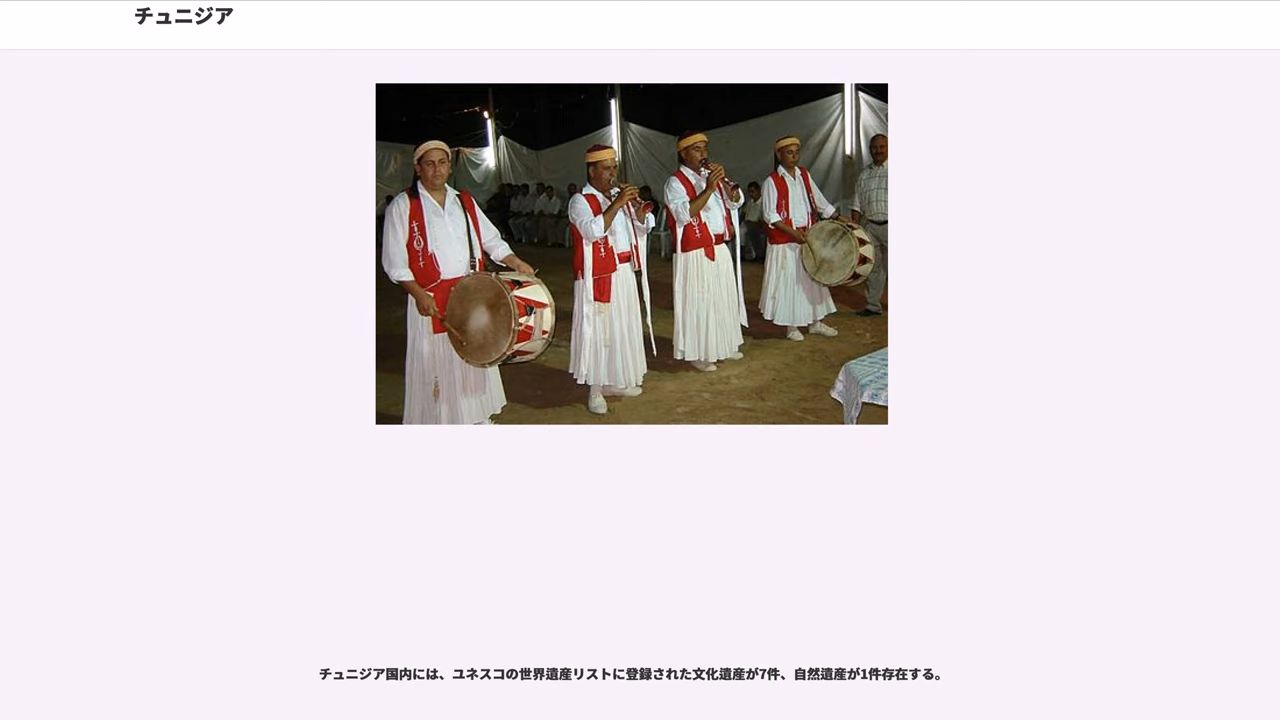 チュニジア
チュニジア国内には、ユネスコの世界遺産リストに登録された文化遺産が7件、自然遺産が1件存在する。